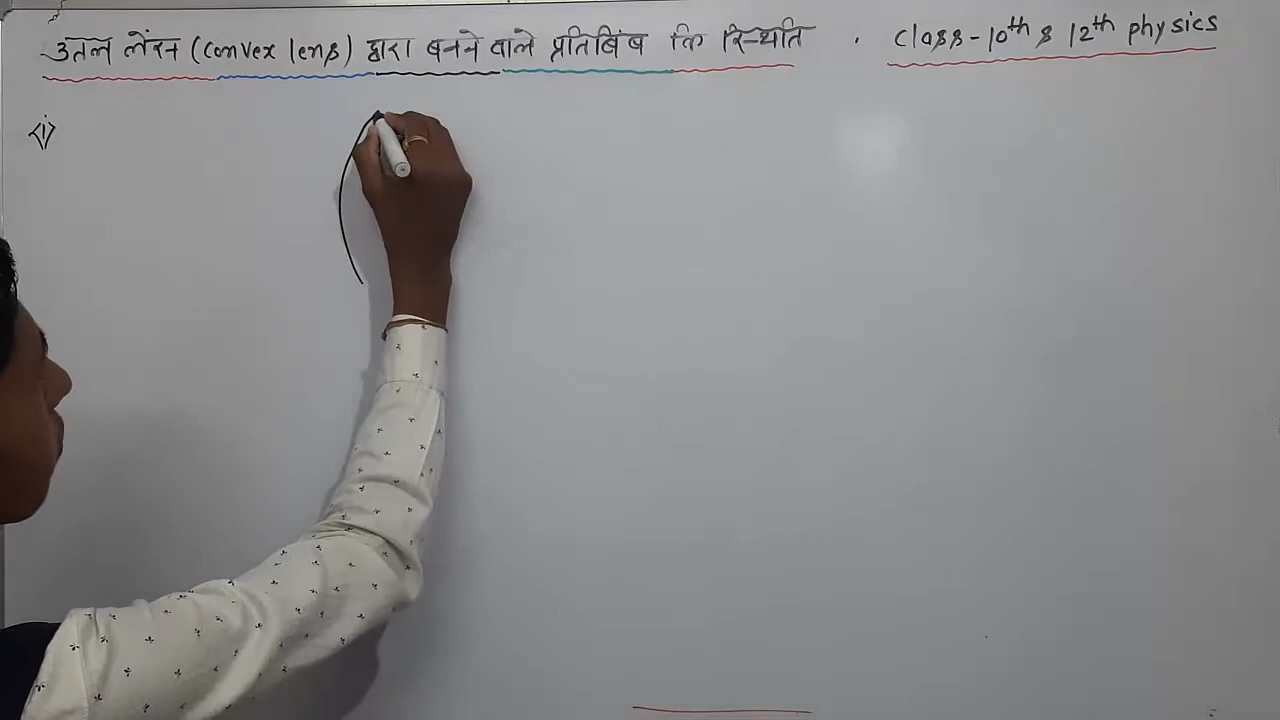 उतल लेंस (convex lens) द्वारा बनने वाले प्रतिबिंब कि स्थिति . class - 10th & 12th physics
<i>